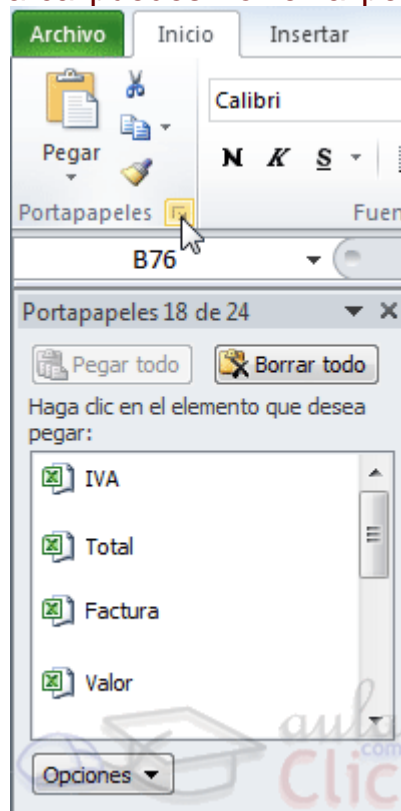 Archivo Inicio Insertar
Calibri
Pegar
N K S
Portapapeles Fuen
B76
Portapapeles 18 de 24
Pegar todo Borrar todo
Haga clic en el elemento que desea
pegar:
IVA
Total
Factura
Valor
aula
.com
Clic
Opciones